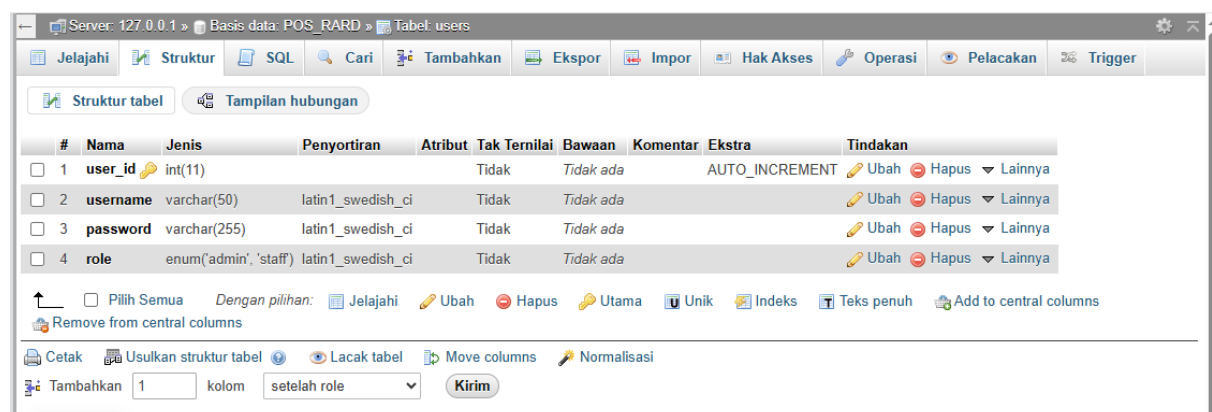 Server: 127.0.0.1 » Basis data: POS_RARD » Tabel: users
Jelajahi Struktur SQL Cari Tambahkan Ekspor Impor Hak Akses Operasi Pelacakan Trigger
Struktur tabel Tampilan hubungan
# Nama Jenis Penyortiran Atribut Tak Ternilai Bawaan Komentar Ekstra Tindakan
1 user_id int(11) Tidak Tidak ada AUTO_INCREMENT Ubah Hapus Lainnya
2 username varchar(50) latin1_swedish_ci Tidak Tidak ada Ubah Hapus Lainnya
3 password varchar(255) latin1_swedish_ci Tidak Tidak ada Ubah Hapus Lainnya
4 role enum('admin', 'staff') latin1_swedish_ci Tidak Tidak ada Ubah Hapus Lainnya
Pilih Semua Dengan pilihan: Jelajahi Ubah Hapus Utama Unik Indeks Teks penuh Add to central columns
Remove from central columns
Cetak Usulkan struktur tabel Lacak tabel Move columns Normalisasi
Tambahkan 1 kolom setelah role Kirim